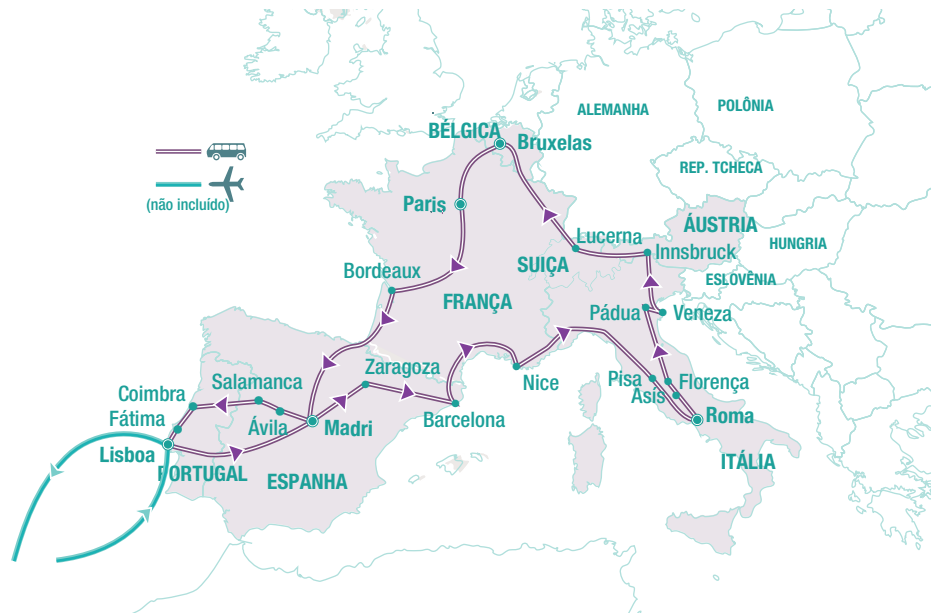 POLÔNIA
ALEMANHA
BÉLGICA
Bruxelas
REP. TCHECA
(não incluído)
Paris
ÁUSTRIA
Lucerna
HUNGRIA
Innsbruck
SUIÇA
Bordeaux
ESLOVÊNIA
FRANÇA
Pádua
Veneza
Zaragoza
Salamanca
Nice
Pisa
Florença
Coimbra
Asís
Fátima
Ávila
Madri
Barcelona
Roma
Lisboa
PORTUGAL
ITÁLIA
ESPANHA